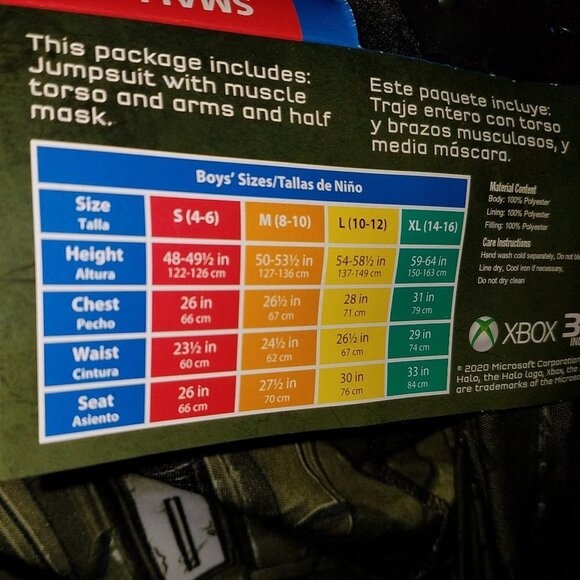 SMALL
This package includes:
Jumpsuit with muscle
torso and arms and half
mask.
Este paquete incluye:
Traje entero con torso
y brazos musculosos, y
media máscara.
Boys' Sizes/Tallas de Niño
Size S (4-6) M (8-10) L (10-12) XL (14-16)
Talla
Height 48-49½ in 50-53½ in 54-58½ in 59-64 in
Altura 122-126 cm 127-136 cm 137-149 cm 150-163 cm
Chest 26 in 26½ in 28 in 31 in
Pecho 66 cm 67 cm 71 cm 79 cm
Waist 23½ in 24½ in 26½ in 29 in
Cintura 60 cm 62 cm 67 cm 74 cm
Seat 26 in 27½ in 30 in 33 in
Asiento 66 cm 70 cm 76 cm 84 cm
Material Content
Body: 100% Polyester
Lining: 100% Polyester
Filling: 100% Polyester
Care Instructions
Hand wash cold separately, Do not
Line dry, Cool iron if necessary,
Do not dry clean
XBOX
© 2020 Microsoft Corporation
Halo, the Halo logo, Xbox, the
are trademarks of the Microsoft